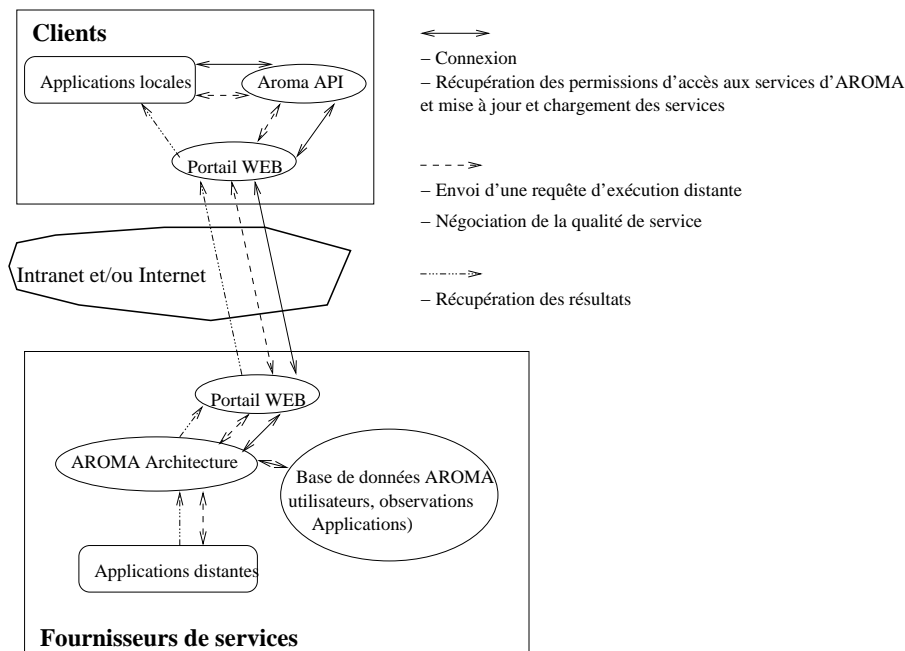 Clients
Applications locales
Aroma API
Portail WEB
– Connexion
– Récupération des permissions d'accès aux services d'AROMA
et mise à jour et chargement des services
– Envoi d'une requête d'exécution distante
– Négociation de la qualité de service
– Récupération des résultats
Intranet et/ou Internet
Portail WEB
AROMA Architecture
Base de données AROMA
utilisateurs, observations
Applications)
Applications distantes
Fournisseurs de services